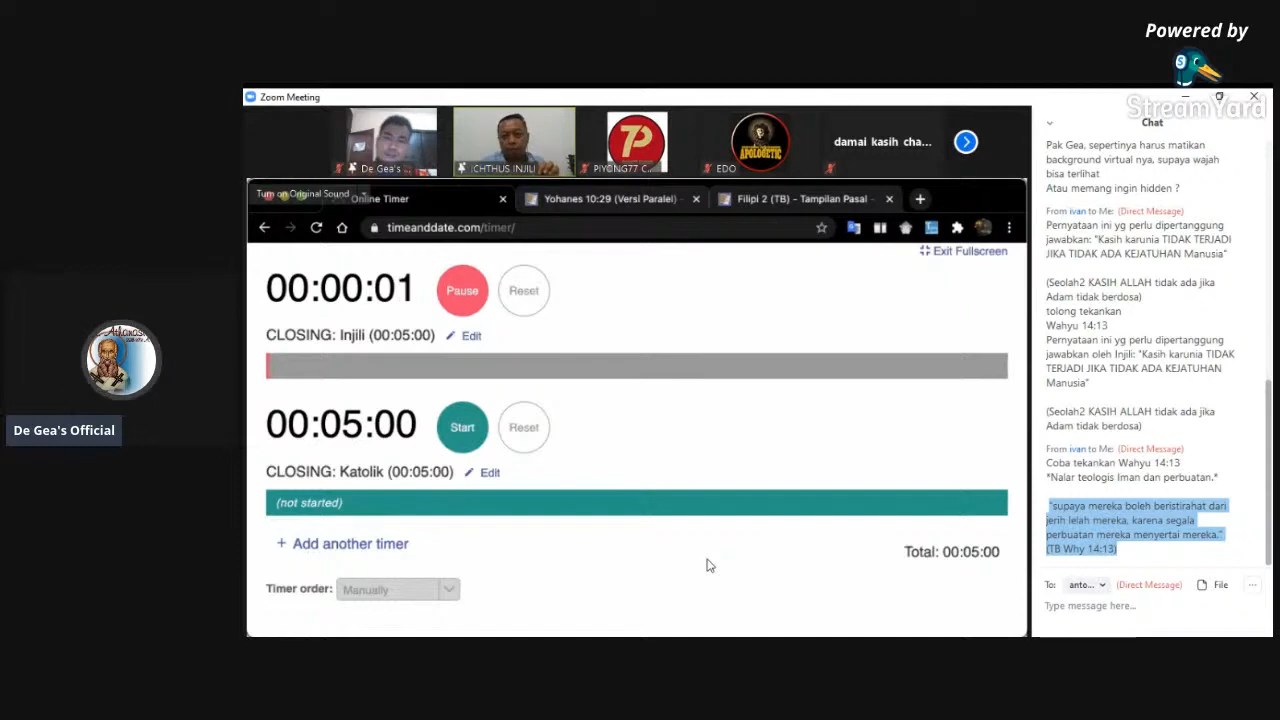 Powered by
StreamYard
Zoom Meeting
De Gea's
ICHTHUS INJILI
7P
PIYONG77 C...
APOLOGETIC
EDO
damai kasih cha...
Turn on Original Sound
Online Timer
Yohanes 10:29 (Versi Paralel) -
Filipi 2 (TB) - Tampilan Pasal -
timeanddate.com/timer/
Exit Fullscreen
00:00:01
Pause
Reset
CLOSING: Injili (00:05:00)
Edit
00:05:00
Start
Reset
CLOSING: Katolik (00:05:00)
Edit
(not started)
+ Add another timer
Total: 00:05:00
Timer order:
Manually
De Gea's Official
Chat
Pak Gea, sepertinya harus matikan
background virtual nya, supaya wajah
bisa terlihat
Atau memang ingin hidden ?
From ivan to Me: (Direct Message)
Pernyataan ini yg perlu dipertanggung
jawabkan: "Kasih karunia TIDAK TERJADI
JIKA TIDAK ADA KEJATUHAN Manusia"
(Seolah2 KASIH ALLAH tidak ada jika
Adam tidak berdosa)
tolong tekankan
Wahyu 14:13
Pernyataan ini yg perlu dipertanggung
jawabkan oleh Injili: "Kasih karunia TIDAK
TERJADI JIKA TIDAK ADA KEJATUHAN
Manusia"
(Seolah2 KASIH ALLAH tidak ada jika
Adam tidak berdosa)
From ivan to Me: (Direct Message)
Coba tekankan Wahyu 14:13
*Nalar teologis Iman dan perbuatan.*
"supaya mereka boleh beristirahat dari
jerih lelah mereka, karena segala
perbuatan mereka menyertai mereka."
(TB Why 14:13)
To: anto... (Direct Message) File ...
Type message here...